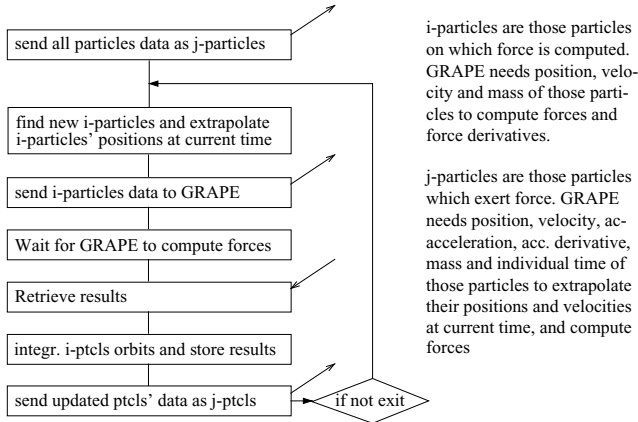 send all particles data as j-particles
find new i-particles and extrapolate
i-particles' positions at current time
send i-particles data to GRAPE
Wait for GRAPE to compute forces
Retrieve results
integr. i-ptcls orbits and store results
send updated ptcls' data as j-ptcls
if not exit
i-particles are those particles
on which force is computed.
GRAPE needs position, velo-
city and mass of those parti-
cles to compute forces and
force derivatives.
j-particles are those particles
which exert force. GRAPE
needs position, velocity, ac-
acceleration, acc. derivative,
mass and individual time of
those particles to extrapolate
their positions and velocities
at current time, and compute
forces